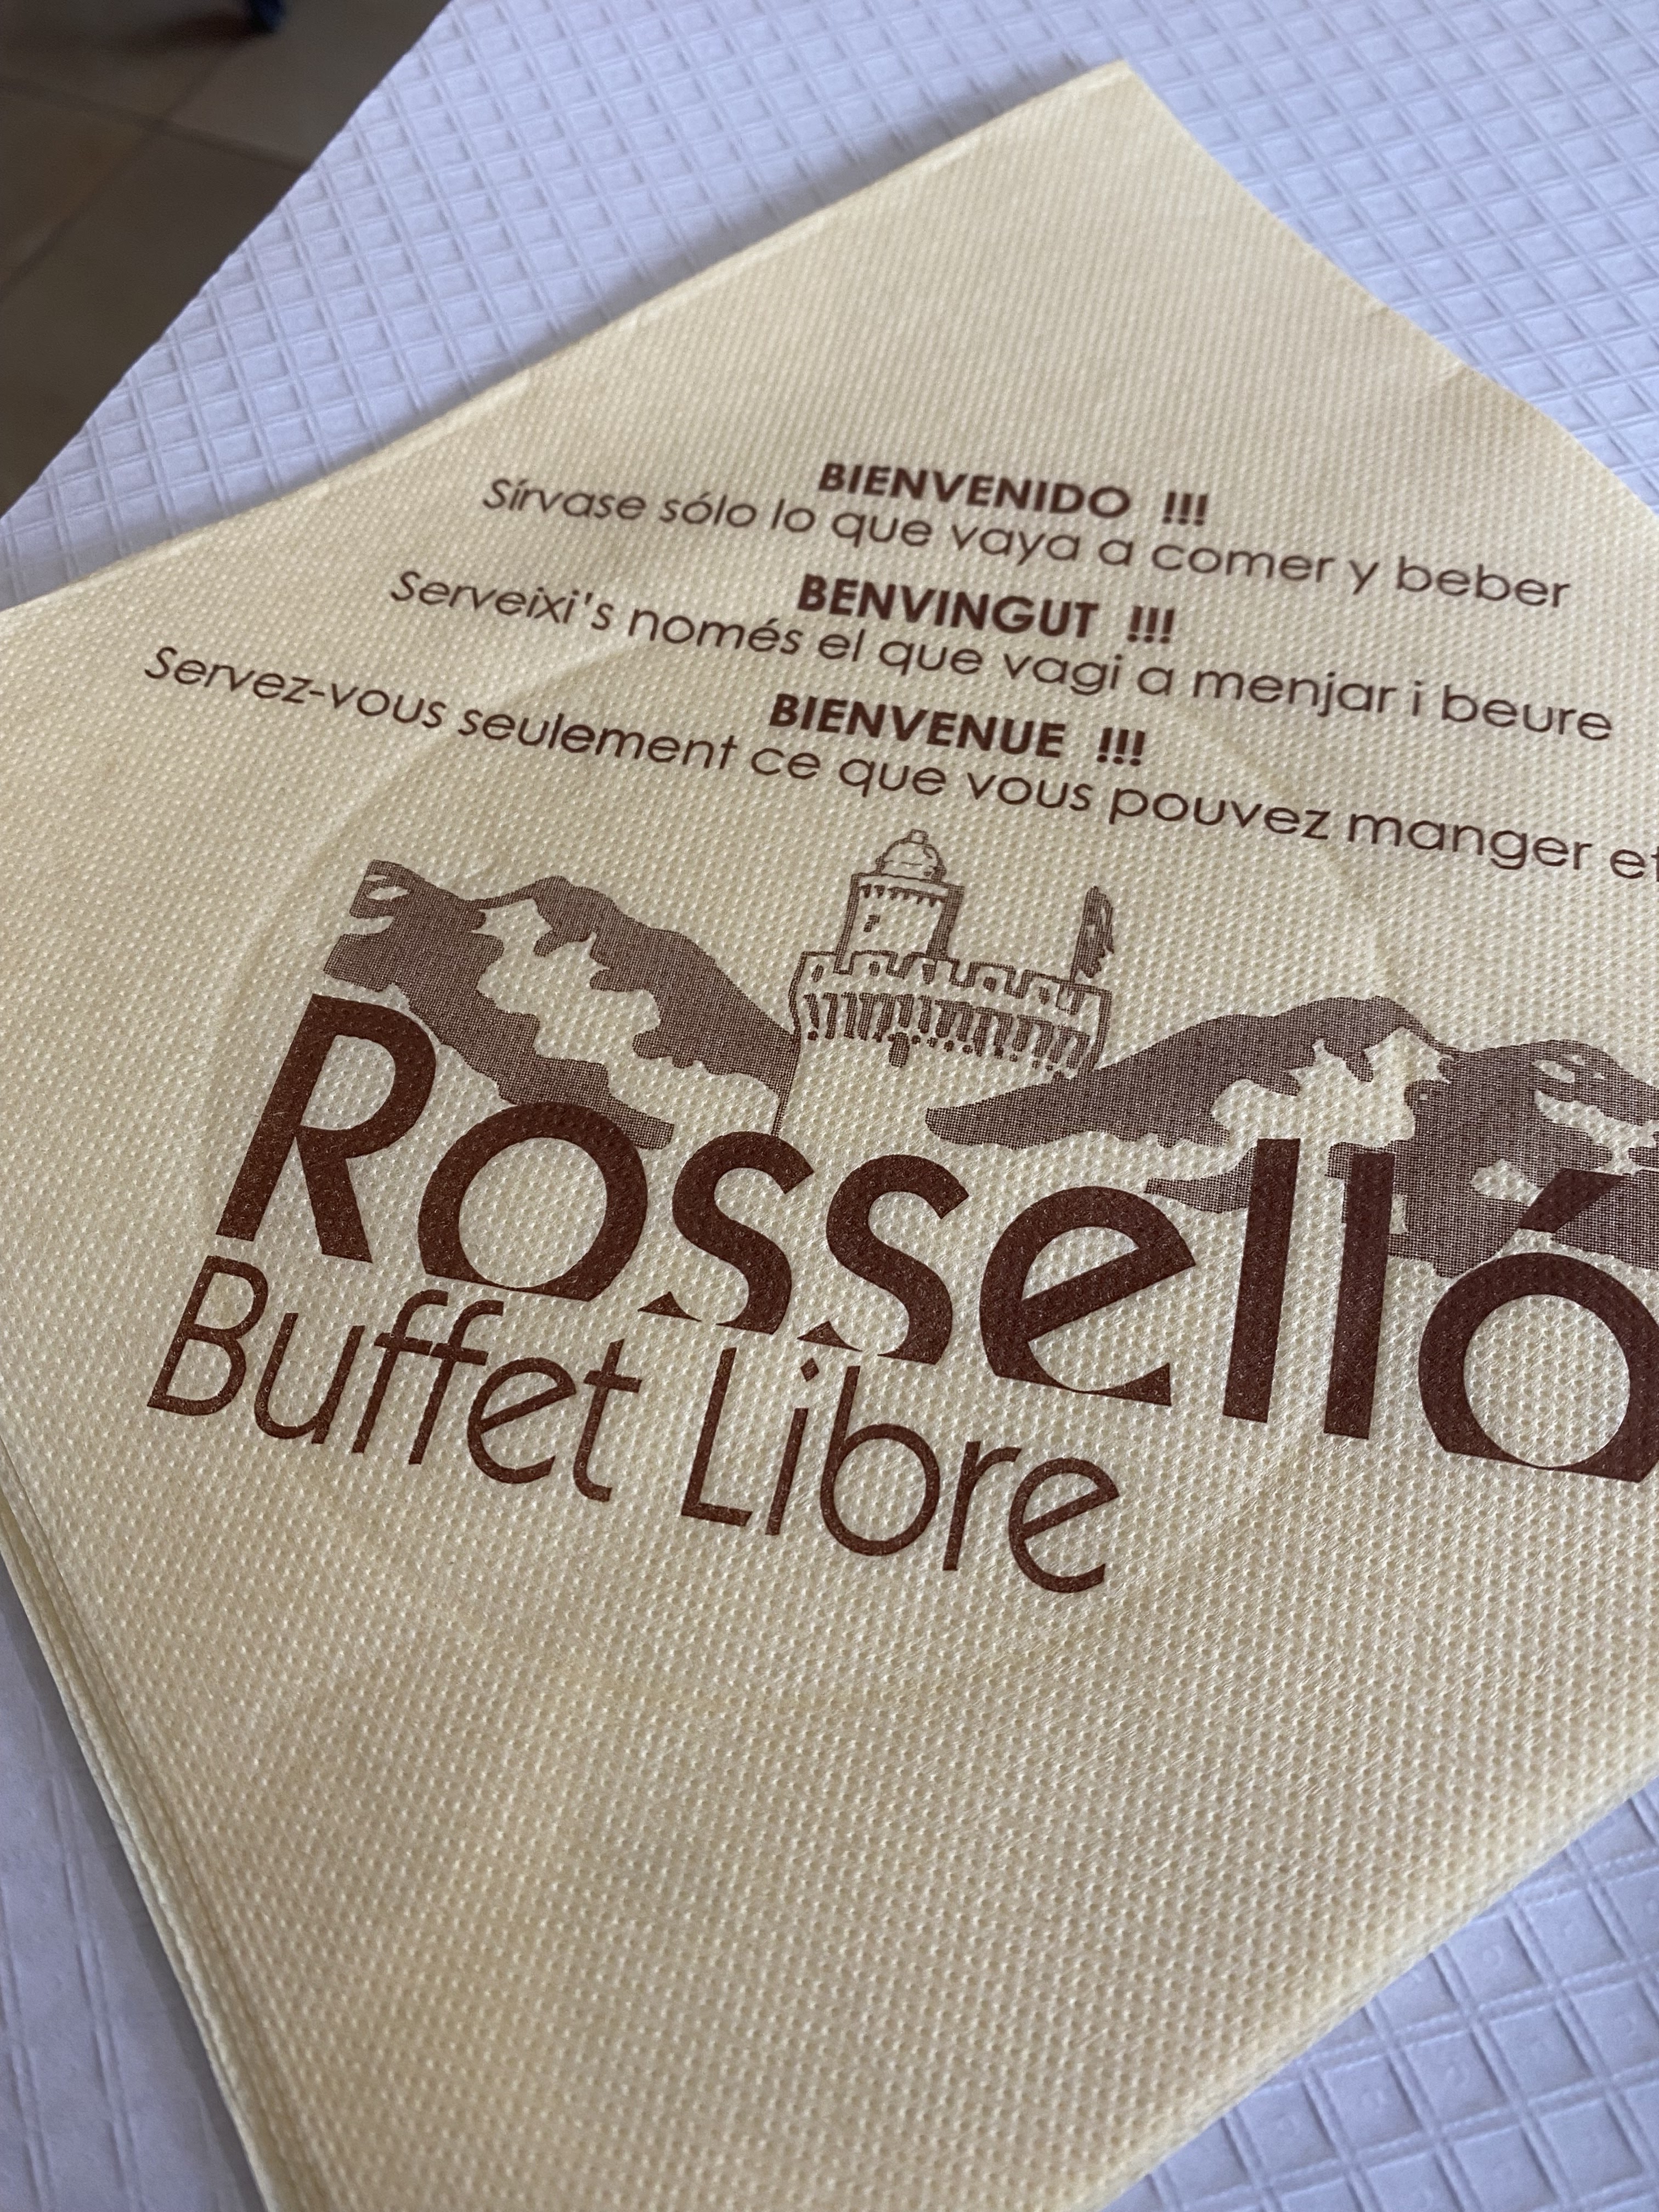 BIENVENIDO !!!
Sírvase sólo lo que vaya a comer y beber
BENVINGUT !!!
Serveixi's només el que vagi a menjar i beure
BIENVENUE !!!
Servez-vous seulement ce que vous pouvez manger et
Rosselló
Buffet Libre